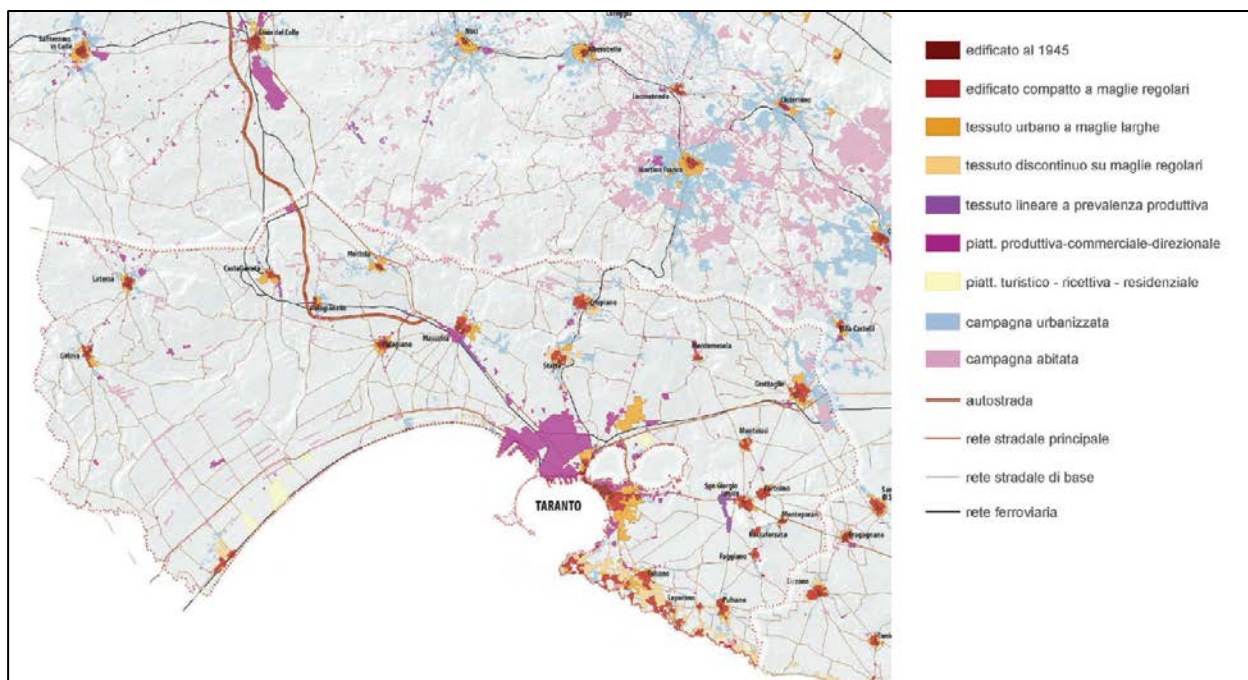 Santeramo
in Colle
Gioia del Colle
Noci
Alberobello
Locorotondo
Cisternino
Martina Franca
Laterza
Castellaneta
Mottola
Palagianello
Crispiano
Villa Castelli
Ginosa
Palagiano
Massafra
Statte
Montemesola
Grottaglie
Monteiasi
TARANTO
San Giorgio
Ionico
Carosino
Monteparano
Roccaforzata
Fragagnano
Faggiano
Talsano
Leporano
Pulsano
Lizzano
edificato al 1945
edificato compatto a maglie regolari
tessuto urbano a maglie larghe
tessuto discontinuo su maglie regolari
tessuto lineare a prevalenza produttiva
piatt. produttiva-commerciale-direzionale
piatt. turistico - ricettiva - residenziale
campagna urbanizzata
campagna abitata
autostrada
rete stradale principale
rete stradale di base
rete ferroviaria